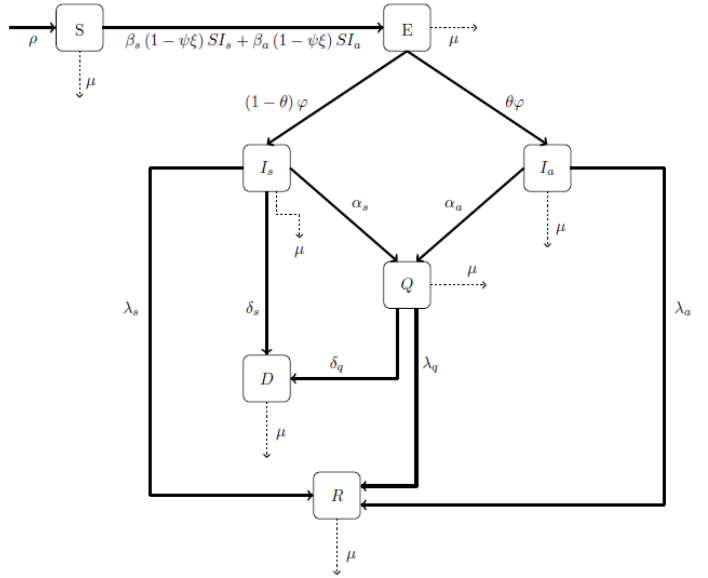 S
E
ρ
β_s (1 − ψξ) SI_s + β_a (1 − ψξ) SI_a
μ
μ
(1 − θ) φ
θφ
I_s
I_a
α_s
α_a
μ
μ
Q
μ
λ_s
δ_s
λ_a
D
δ_q
λ_q
μ
R
μ